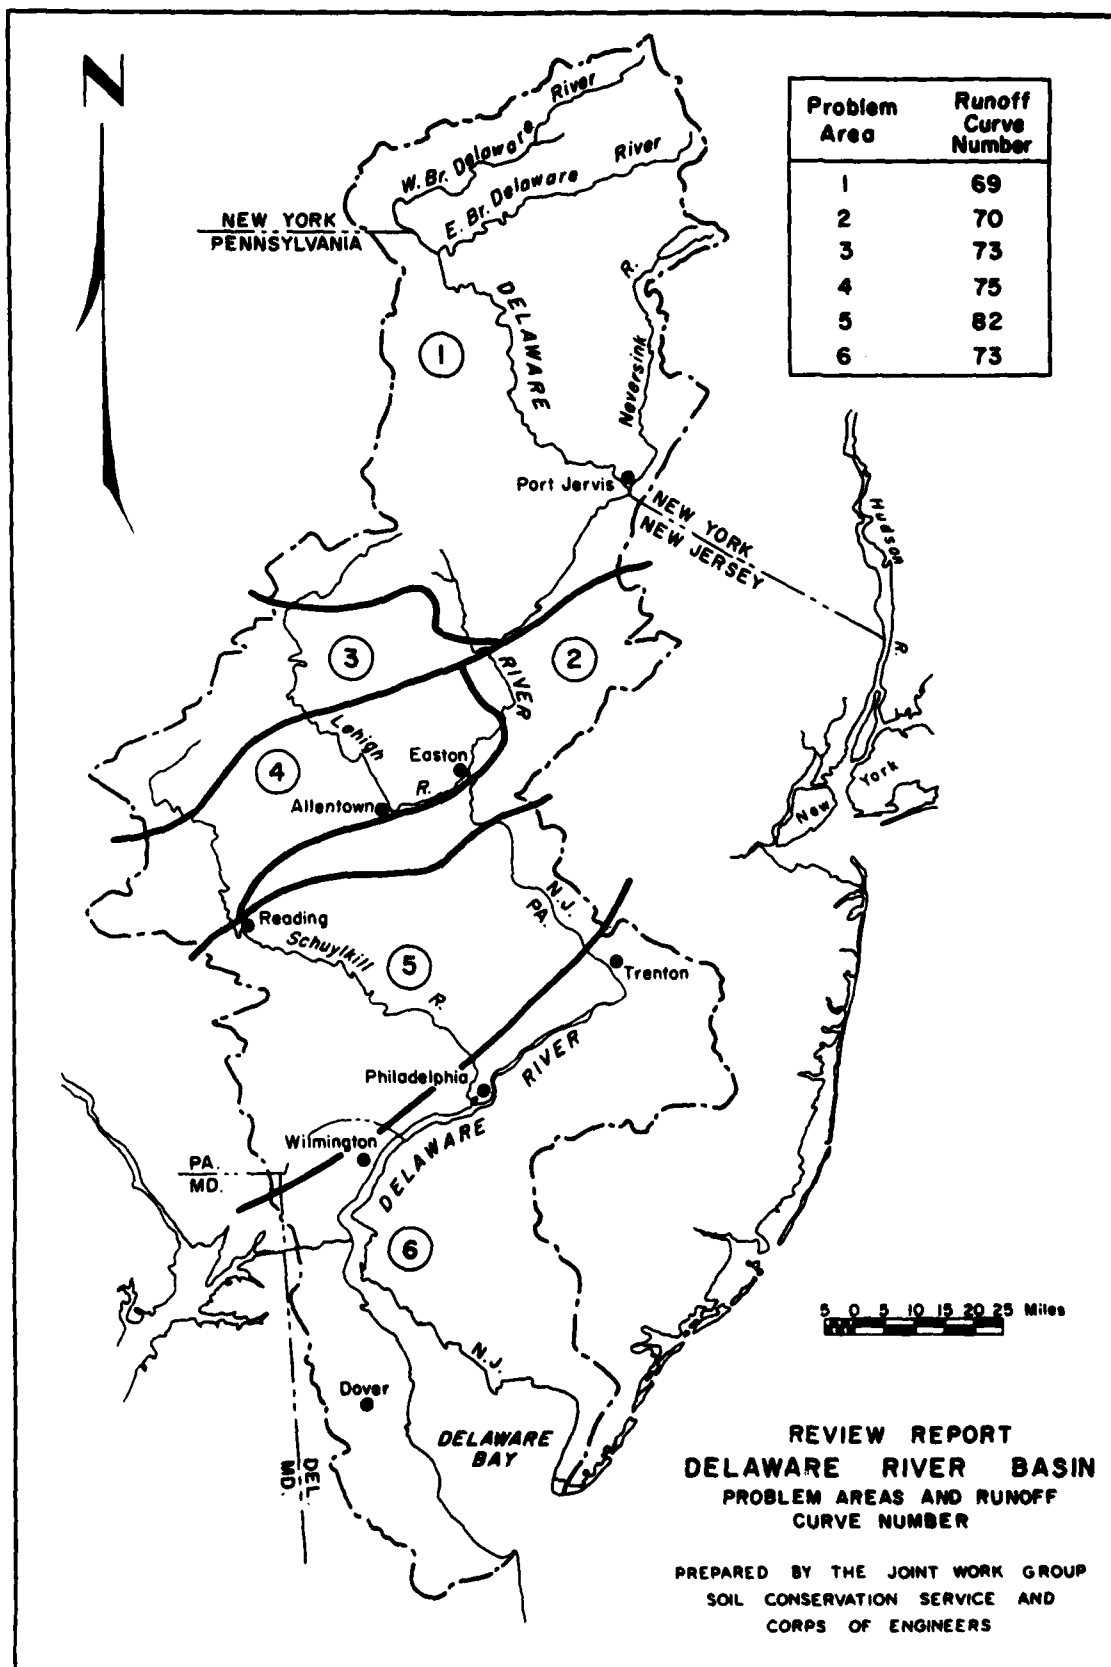 N
Problem Area Runoff Curve Number
1 69
2 70
3 73
4 75
5 82
6 73
W. Br. Delaware River
E. Br. Delaware River
NEW YORK
PENNSYLVANIA
DELAWARE
Neversink R.
1
Port Jervis
NEW YORK
NEW JERSEY
Hudson R.
3
2
RIVER
Lehigh R.
Easton
4
Allentown
New York
N.J.
PA.
Reading
Schuylkill R.
5
Trenton
Philadelphia
DELAWARE RIVER
Wilmington
PA.
MD.
6
N.J.
5 0 5 10 15 20 25 Miles
Dover
DELAWARE
BAY
DEL.
MD.
REVIEW REPORT
DELAWARE RIVER BASIN
PROBLEM AREAS AND RUNOFF
CURVE NUMBER
PREPARED BY THE JOINT WORK GROUP
SOIL CONSERVATION SERVICE AND
CORPS OF ENGINEERS